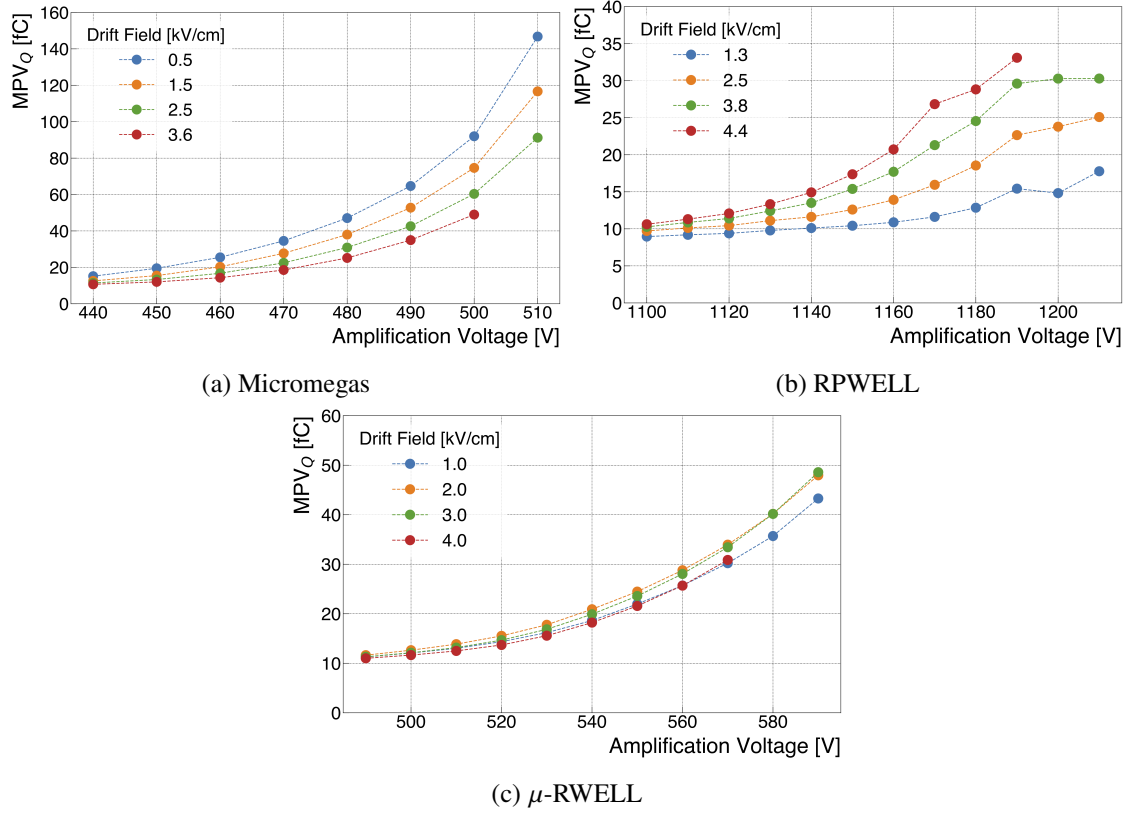 MPV_Q [fC]
160
140
120
100
80
60
40
20
0
Drift Field [kV/cm]
0.5
1.5
2.5
3.6
440 450 460 470 480 490 500 510
Amplification Voltage [V]
(a) Micromegas
MPV_Q [fC]
40
35
30
25
20
15
10
5
0
Drift Field [kV/cm]
1.3
2.5
3.8
4.4
1100 1120 1140 1160 1180 1200
Amplification Voltage [V]
(b) RPWELL
MPV_Q [fC]
60
50
40
30
20
10
0
Drift Field [kV/cm]
1.0
2.0
3.0
4.0
500 520 540 560 580
Amplification Voltage [V]
(c) μ-RWELL